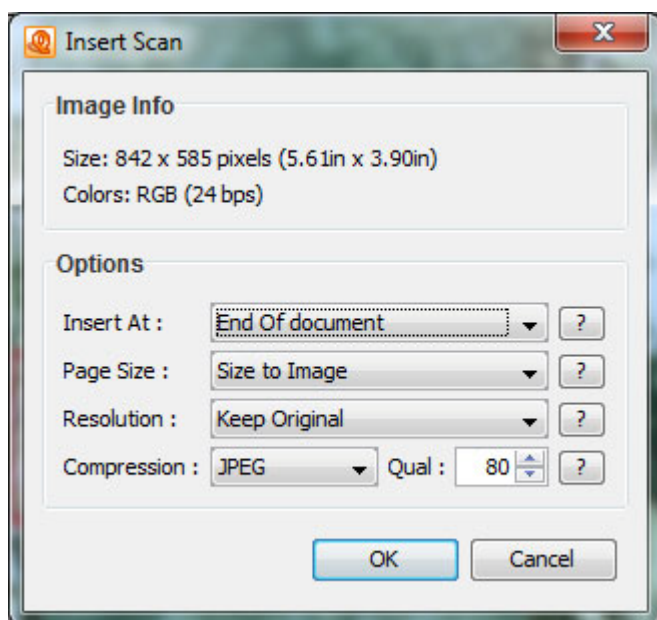 Insert Scan
Image Info
Size: 842 x 585 pixels (5.61in x 3.90in)
Colors: RGB (24 bps)
Options
Insert At : End Of document ?
Page Size : Size to Image ?
Resolution : Keep Original ?
Compression : JPEG Qual : 80 ?
OK Cancel